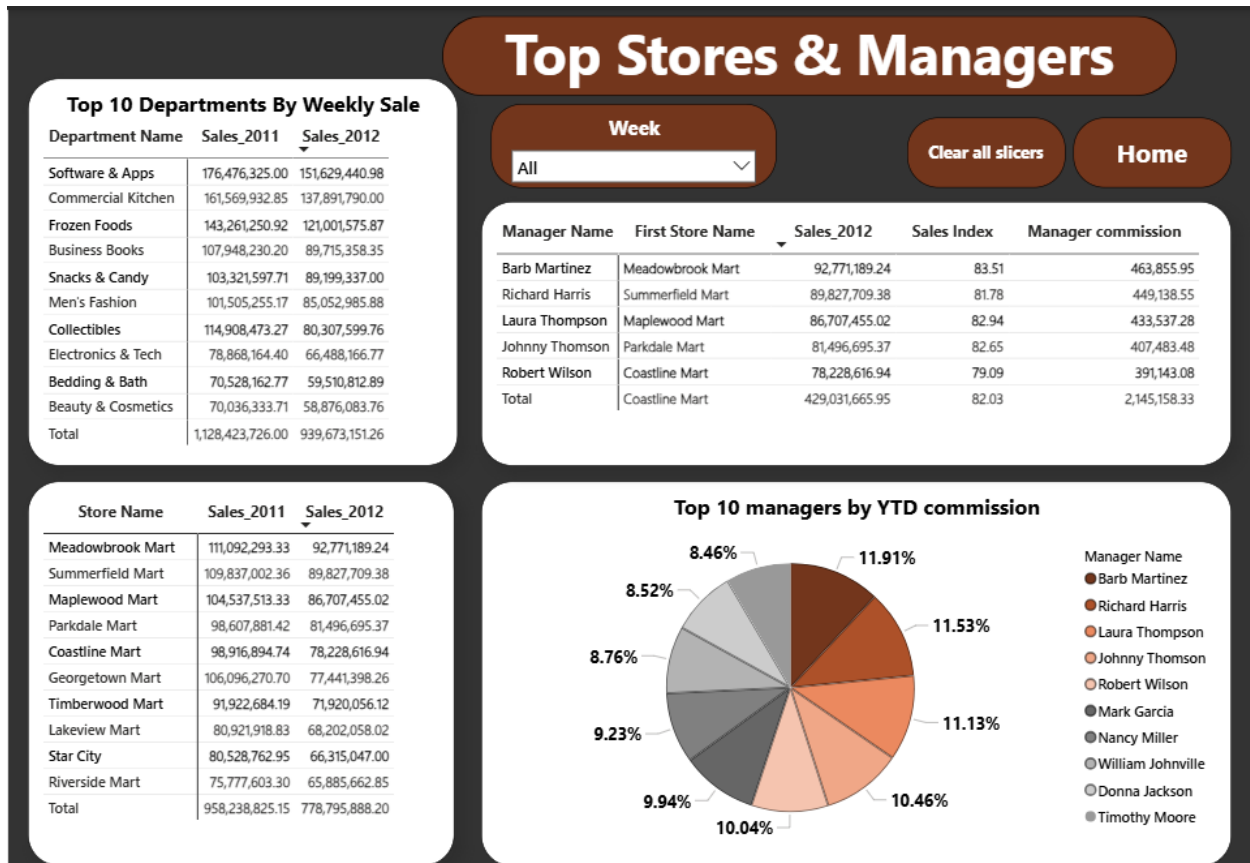 Top Stores & Managers
Top 10 Departments By Weekly Sale
Department Name Sales_2011 Sales_2012
Software & Apps 176,476,325.00 151,629,440.98
Commercial Kitchen 161,569,932.85 137,891,790.00
Frozen Foods 143,261,250.92 121,001,575.87
Business Books 107,948,230.20 89,715,358.35
Snacks & Candy 103,321,597.71 89,199,337.00
Men's Fashion 101,505,255.17 85,052,985.88
Collectibles 114,908,473.27 80,307,599.76
Electronics & Tech 78,868,164.40 66,488,166.77
Bedding & Bath 70,528,162.77 59,510,812.89
Beauty & Cosmetics 70,036,333.71 58,876,083.76
Total 1,128,423,726.00 939,673,151.26
Week
All
Clear all slicers
Home
Manager Name First Store Name Sales_2012 Sales Index Manager commission
Barb Martinez Meadowbrook Mart 92,771,189.24 83.51 463,855.95
Richard Harris Summerfield Mart 89,827,709.38 81.78 449,138.55
Laura Thompson Maplewood Mart 86,707,455.02 82.94 433,537.28
Johnny Thomson Parkdale Mart 81,496,695.37 82.65 407,483.48
Robert Wilson Coastline Mart 78,228,616.94 79.09 391,143.08
Total Coastline Mart 429,031,665.95 82.03 2,145,158.33
Store Name Sales_2011 Sales_2012
Meadowbrook Mart 111,092,293.33 92,771,189.24
Summerfield Mart 109,837,002.36 89,827,709.38
Maplewood Mart 104,537,513.33 86,707,455.02
Parkdale Mart 98,607,881.42 81,496,695.37
Coastline Mart 98,916,894.74 78,228,616.94
Georgetown Mart 106,096,270.70 77,441,398.26
Timberwood Mart 91,922,684.19 71,920,056.12
Lakeview Mart 80,921,918.83 68,202,058.02
Star City 80,528,762.95 66,315,047.00
Riverside Mart 75,777,603.30 65,885,662.85
Total 958,238,825.15 778,795,888.20
Top 10 managers by YTD commission
11.91%
11.53%
11.13%
10.46%
10.04%
9.94%
9.23%
8.76%
8.52%
8.46%
Manager Name
Barb Martinez
Richard Harris
Laura Thompson
Johnny Thomson
Robert Wilson
Mark Garcia
Nancy Miller
William Johnville
Donna Jackson
Timothy Moore